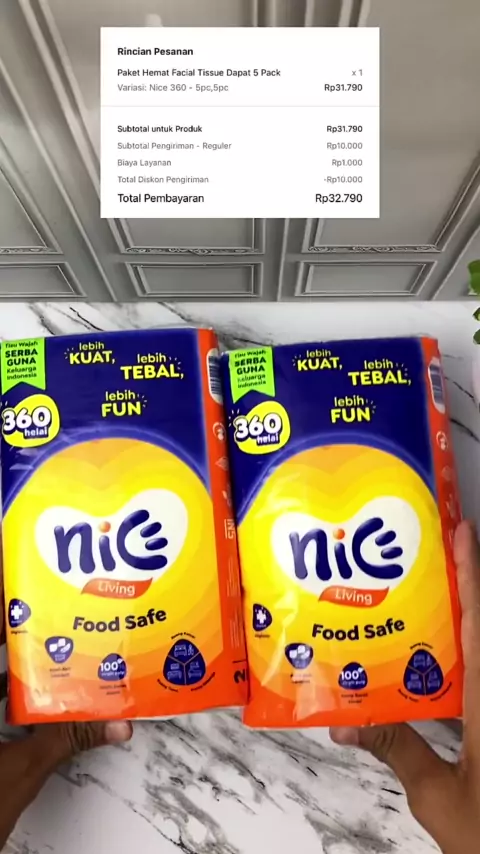 Rincian Pesanan
Paket Hemat Facial Tissue Dapat 5 Pack x 1
Variasi: Nice 360 - 5pc,5pc Rp31.790
Subtotal untuk Produk Rp31.790
Subtotal Pengiriman - Reguler Rp10.000
Biaya Layanan Rp1.000
Total Diskon Pengiriman -Rp10.000
Total Pembayaran Rp32.790
Tisu Wajah
SERBA
GUNA
Keluarga
Indonesia
lebih
KUAT,
lebih
TEBAL,
lebih
FUN
360
helai
nice
Living
Food Safe
100%
Tisu Wajah
SERBA
GUNA
Keluarga
Indonesia
lebih
KUAT,
lebih
TEBAL,
lebih
FUN
360
helai
nice
Living
Food Safe
100%